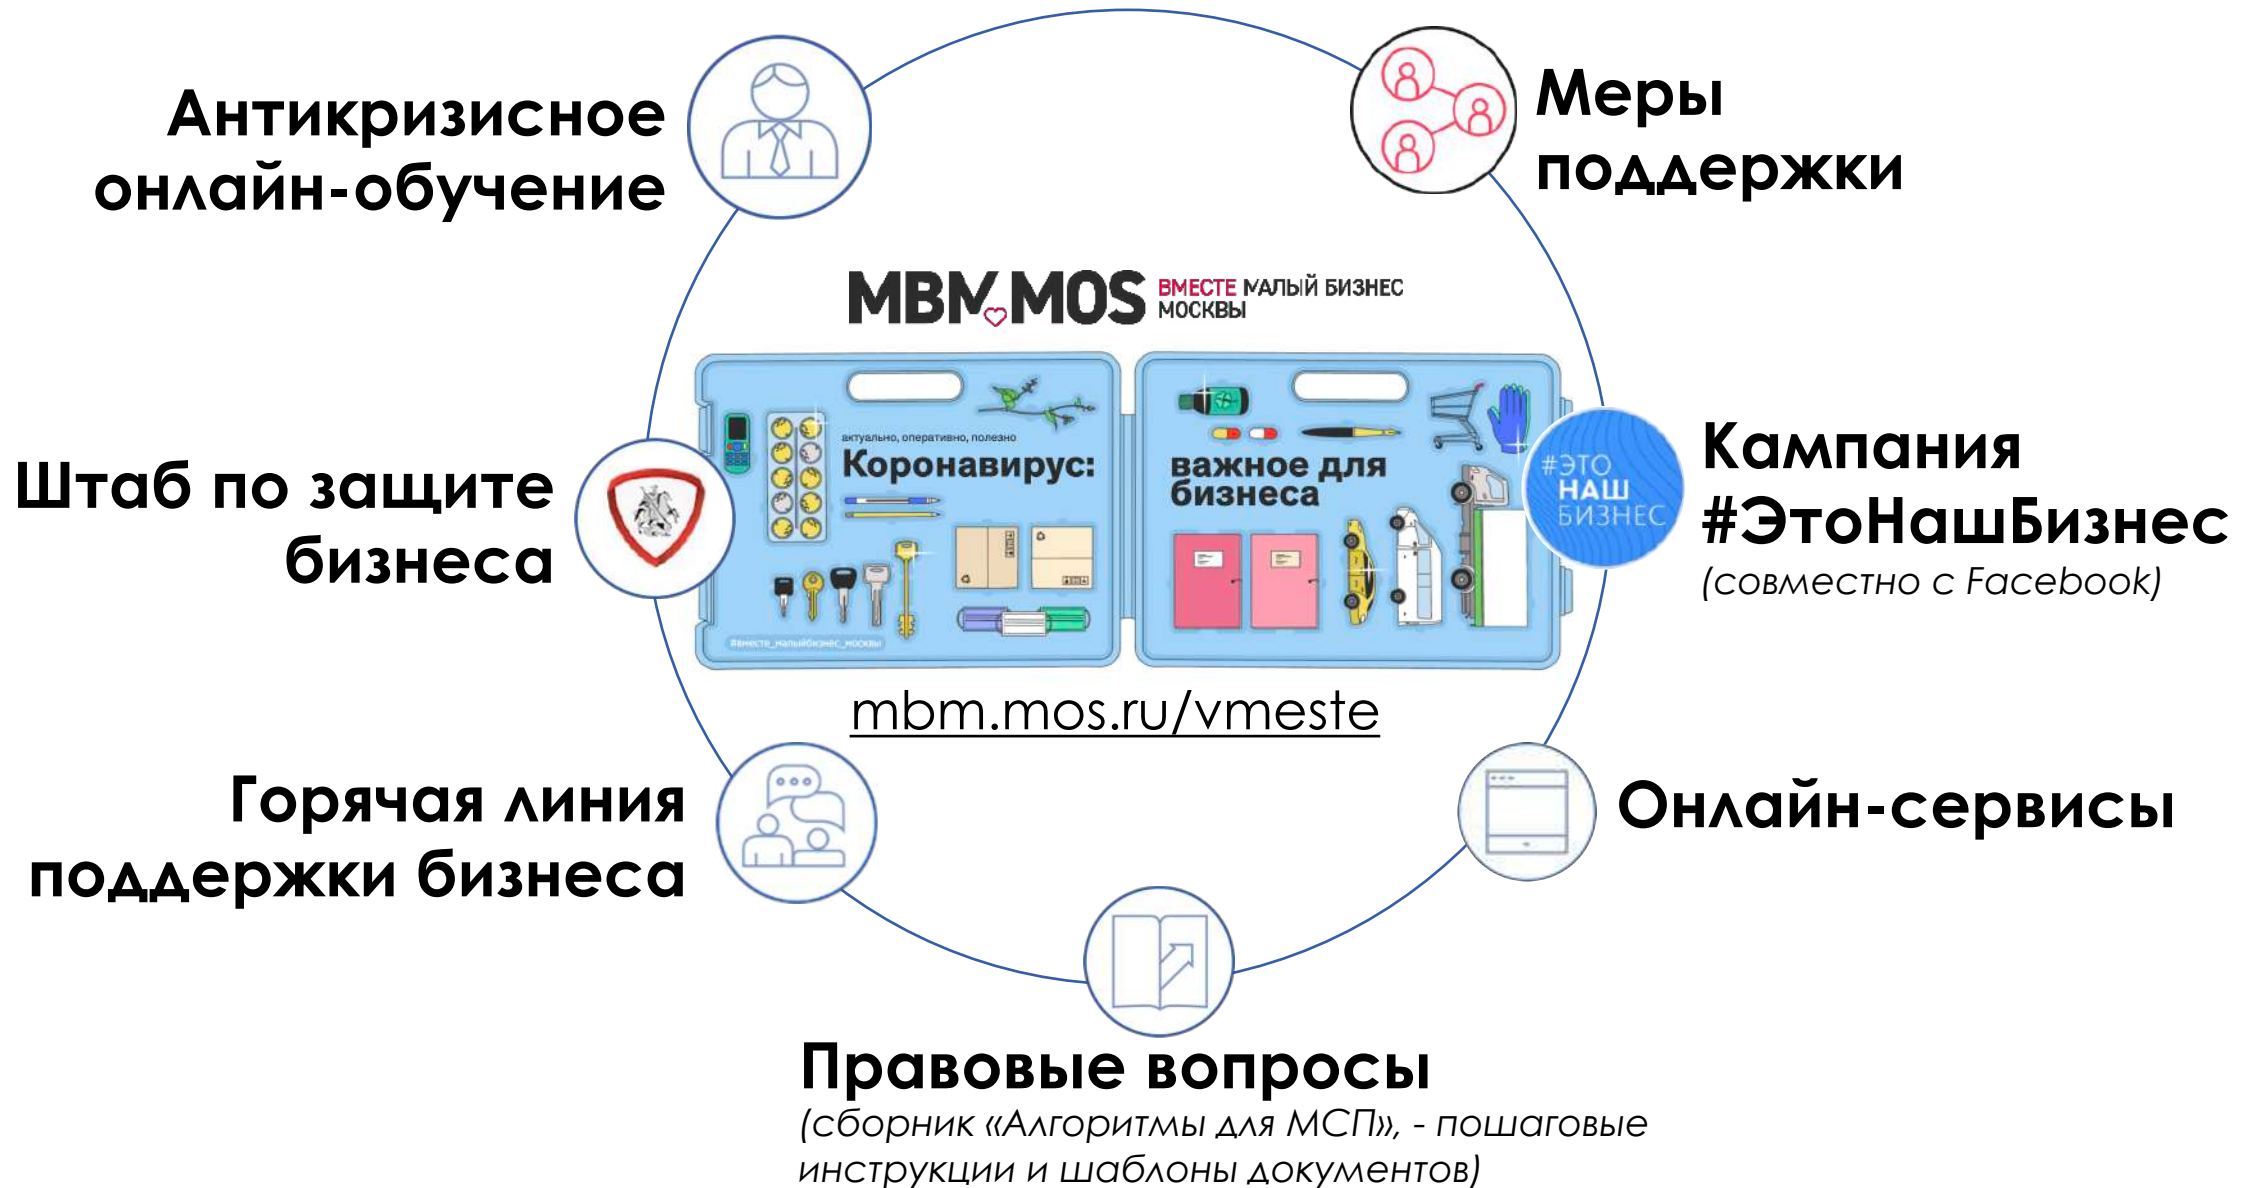 Антикризисное
онлайн-обучение
Меры
поддержки
MBM MOS ВМЕСТЕ МАЛЫЙ БИЗНЕС
МОСКВЫ
актуально, оперативно, полезно
Коронавирус:
важное для
бизнеса
#вместе_малыйбизнес_москвы
mbm.mos.ru/vmeste
Штаб по защите
бизнеса
#ЭТО
НАШ
БИЗНЕС
Кампания
#ЭтоНашБизнес
(совместно с Facebook)
Горячая линия
поддержки бизнеса
Онлайн-сервисы
Правовые вопросы
(сборник «Алгоритмы для МСП», - пошаговые
инструкции и шаблоны документов)